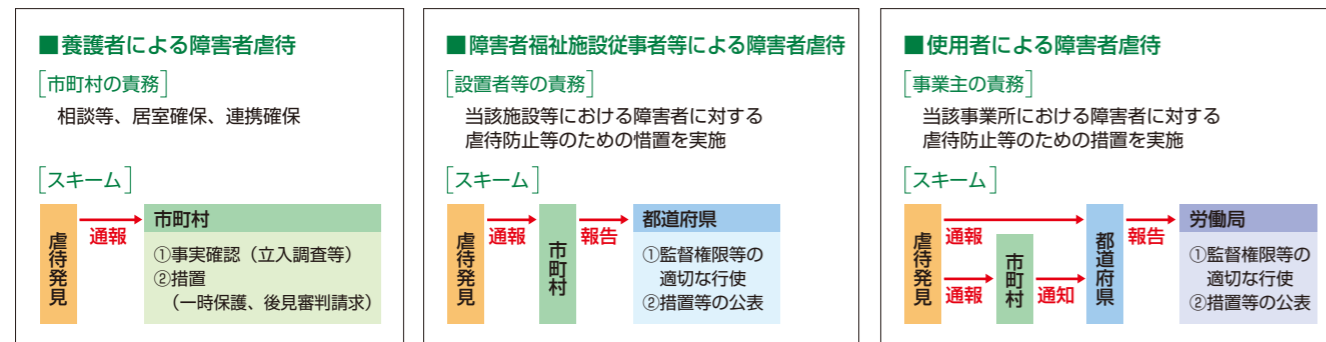 ■養護者による障害者虐待
[市町村の責務]
相談等、居室確保、連携確保
[スキーム]
虐待発見
通報
市町村
①事実確認（立入調査等）
②措置
（一時保護、後見審判請求）
■障害者福祉施設従事者等による障害者虐待
[設置者等の責務]
当該施設等における障害者に対する
虐待防止等のための惜置を実施
[スキーム]
虐待発見
通報
市町村
報告
都道府県
①監督権限等の
適切な行使
②措置等の公表
■使用者による障害者虐待
[事業主の責務]
当該事業所における障害者に対する
虐待防止等のための措置を実施
[スキーム]
虐待発見
通報
通報
市町村
通知
都道府県
報告
労働局
①監督権限等の
適切な行使
②措置等の公表